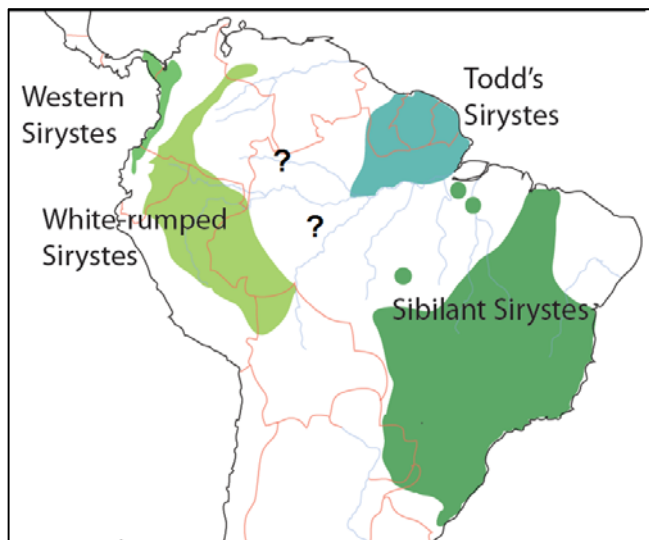 Western
Sirystes
Todd's
Sirystes
?
White-rumped
Sirystes
?
Sibilant Sirystes